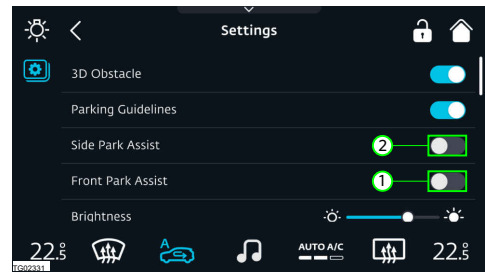 Settings
3D Obstacle
Parking Guidelines
Side Park Assist
2
Front Park Assist
1
Brightness
22.5°
A
AUTO A/C
22.5°
TG02331